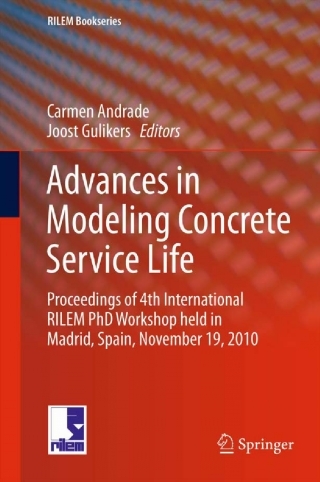 RILEM Bookseries
Carmen Andrade
Joost Gulikers Editors
Advances in
Modeling Concrete
Service Life
Proceedings of 4th International
RILEM PhD Workshop held in
Madrid, Spain, November 19, 2010
rilem
Springer